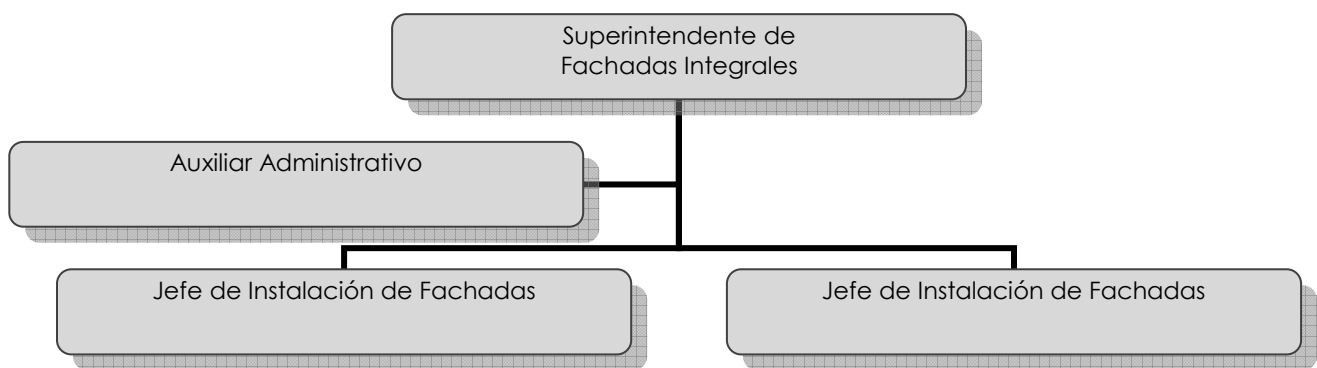 Superintendente de
Fachadas Integrales
Auxiliar Administrativo
Jefe de Instalación de Fachadas
Jefe de Instalación de Fachadas